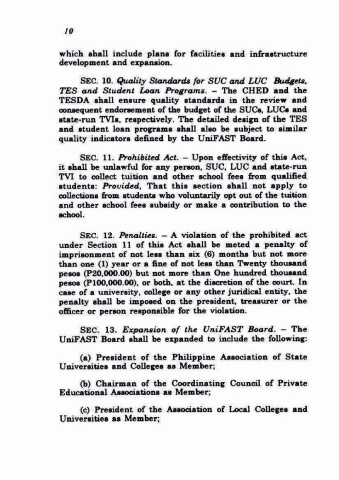 10
which shall include plans for facilities and infrastructure
development and expansion.
SEC. 10. Quality Standards for SUC and LUC Budgets,
TES and Student Loan Programs. – The CHED and the
TESDA shall ensure quality standards in the review and
consequent endorsement of the budget of the SUCs, LUCs and
state-run TVIs, respectively. The detailed design of the TES
and student loan programs shall also be subject to similar
quality indicators defined by the UniFAST Board.
SEC. 11. Prohibited Act. – Upon effectivity of this Act,
it shall be unlawful for any person, SUC, LUC and state-run
TVI to collect tuition and other school fees from qualified
students: Provided, That this section shall not apply to
collections from students who voluntarily opt out of the tuition
and other school fees subsidy or make a contribution to the
school.
SEC. 12. Penalties. – A violation of the prohibited act
under Section 11 of this Act shall be meted a penalty of
imprisonment of not less than six (6) months but not more
than one (1) year or a fine of not less than Twenty thousand
pesos (P20,000.00) but not more than One hundred thousand
pesos (P100,000.00), or both, at the discretion of the court. In
case of a university, college or any other juridical entity, the
penalty shall be imposed on the president, treasurer or the
officer or person responsible for the violation.
SEC. 13. Expansion of the UniFAST Board. – The
UniFAST Board shall be expanded to include the following:
(a) President of the Philippine Association of State
Universities and Colleges as Member;
(b) Chairman of the Coordinating Council of Private
Educational Associations as Member;
(c) President of the Association of Local Colleges and
Universities as Member;